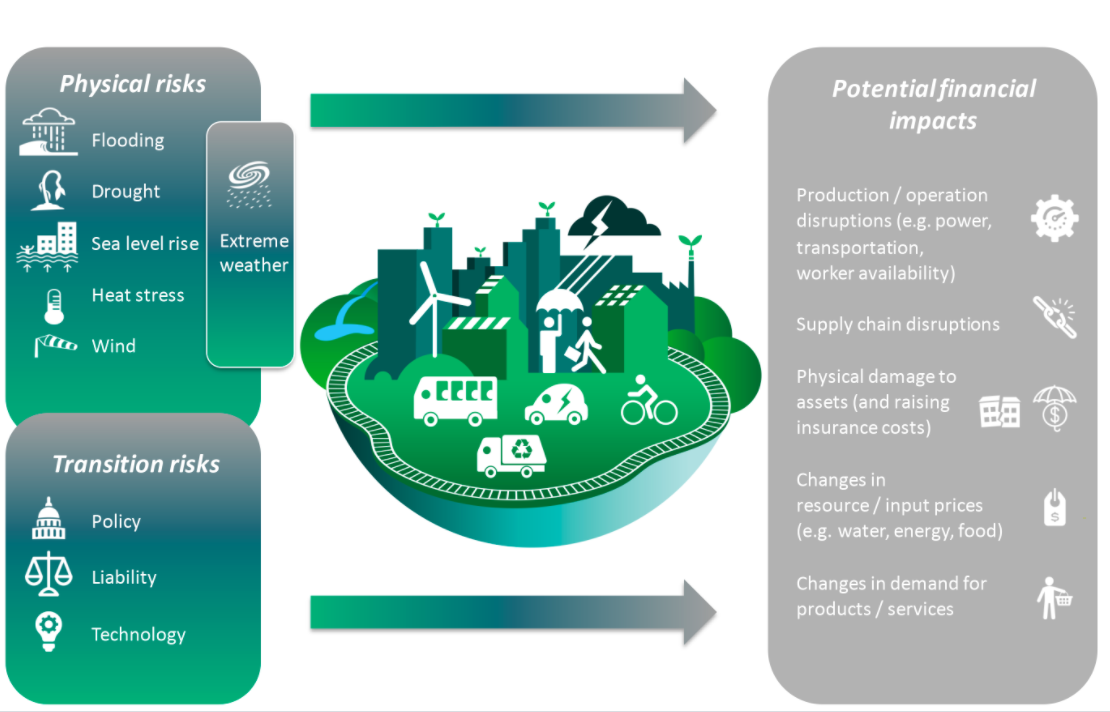 Physical risks
Flooding
Drought
Sea level rise
Heat stress
Wind
Extreme
weather
Transition risks
Policy
Liability
Technology
Potential financial
impacts
Production / operation
disruptions (e.g. power,
transportation,
worker availability)
Supply chain disruptions
Physical damage to
assets (and raising
insurance costs)
$
Changes in
resource / input prices
(e.g. water, energy, food)
$
Changes in demand for
products / services